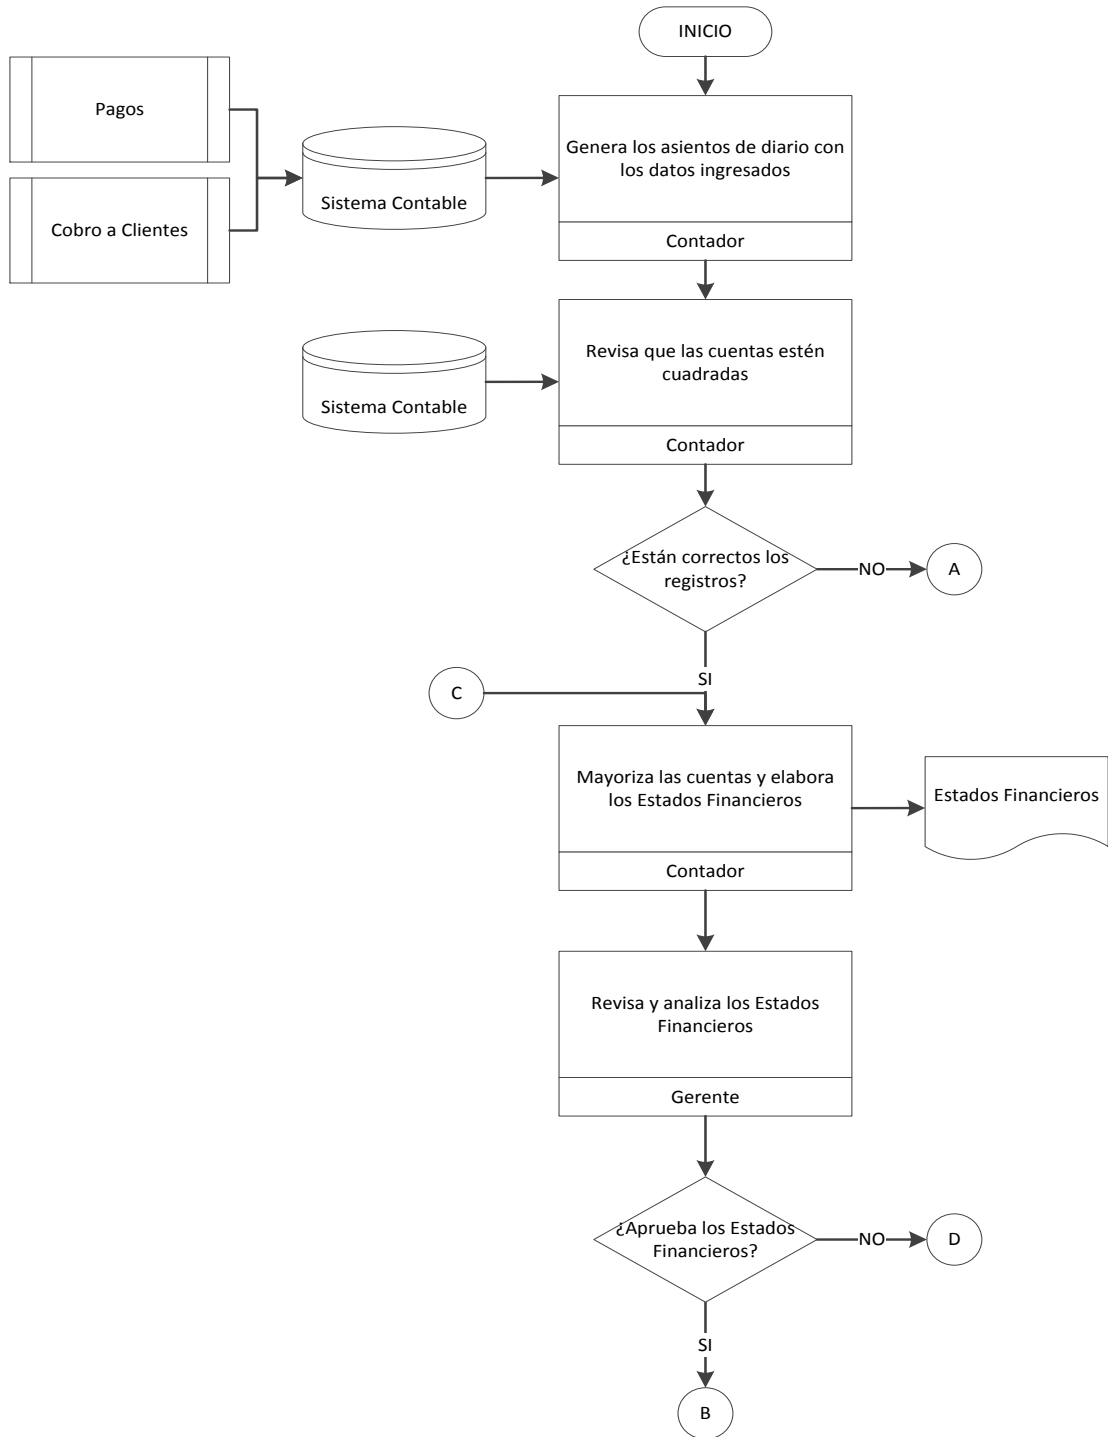 INICIO
Pagos
Genera los asientos de diario con
los datos ingresados
Sistema Contable
Cobro a Clientes
Contador
Revisa que las cuentas estén
cuadradas
Sistema Contable
Contador
¿Están correctos los
registros?
NO
A
SI
C
Mayoriza las cuentas y elabora
los Estados Financieros
Estados Financieros
Contador
Revisa y analiza los Estados
Financieros
Gerente
¿Aprueba los Estados
Financieros?
NO
D
SI
B